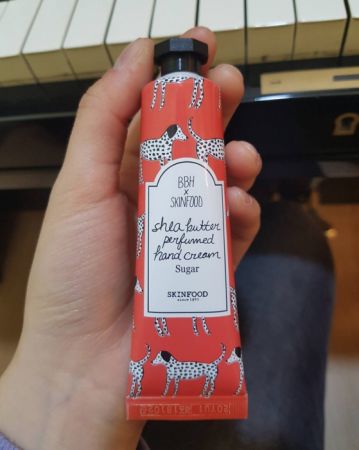 BBH
x
SKINFOOD
shea butter
perfumed
hand cream
Sugar
SKINFOOD
since 1957